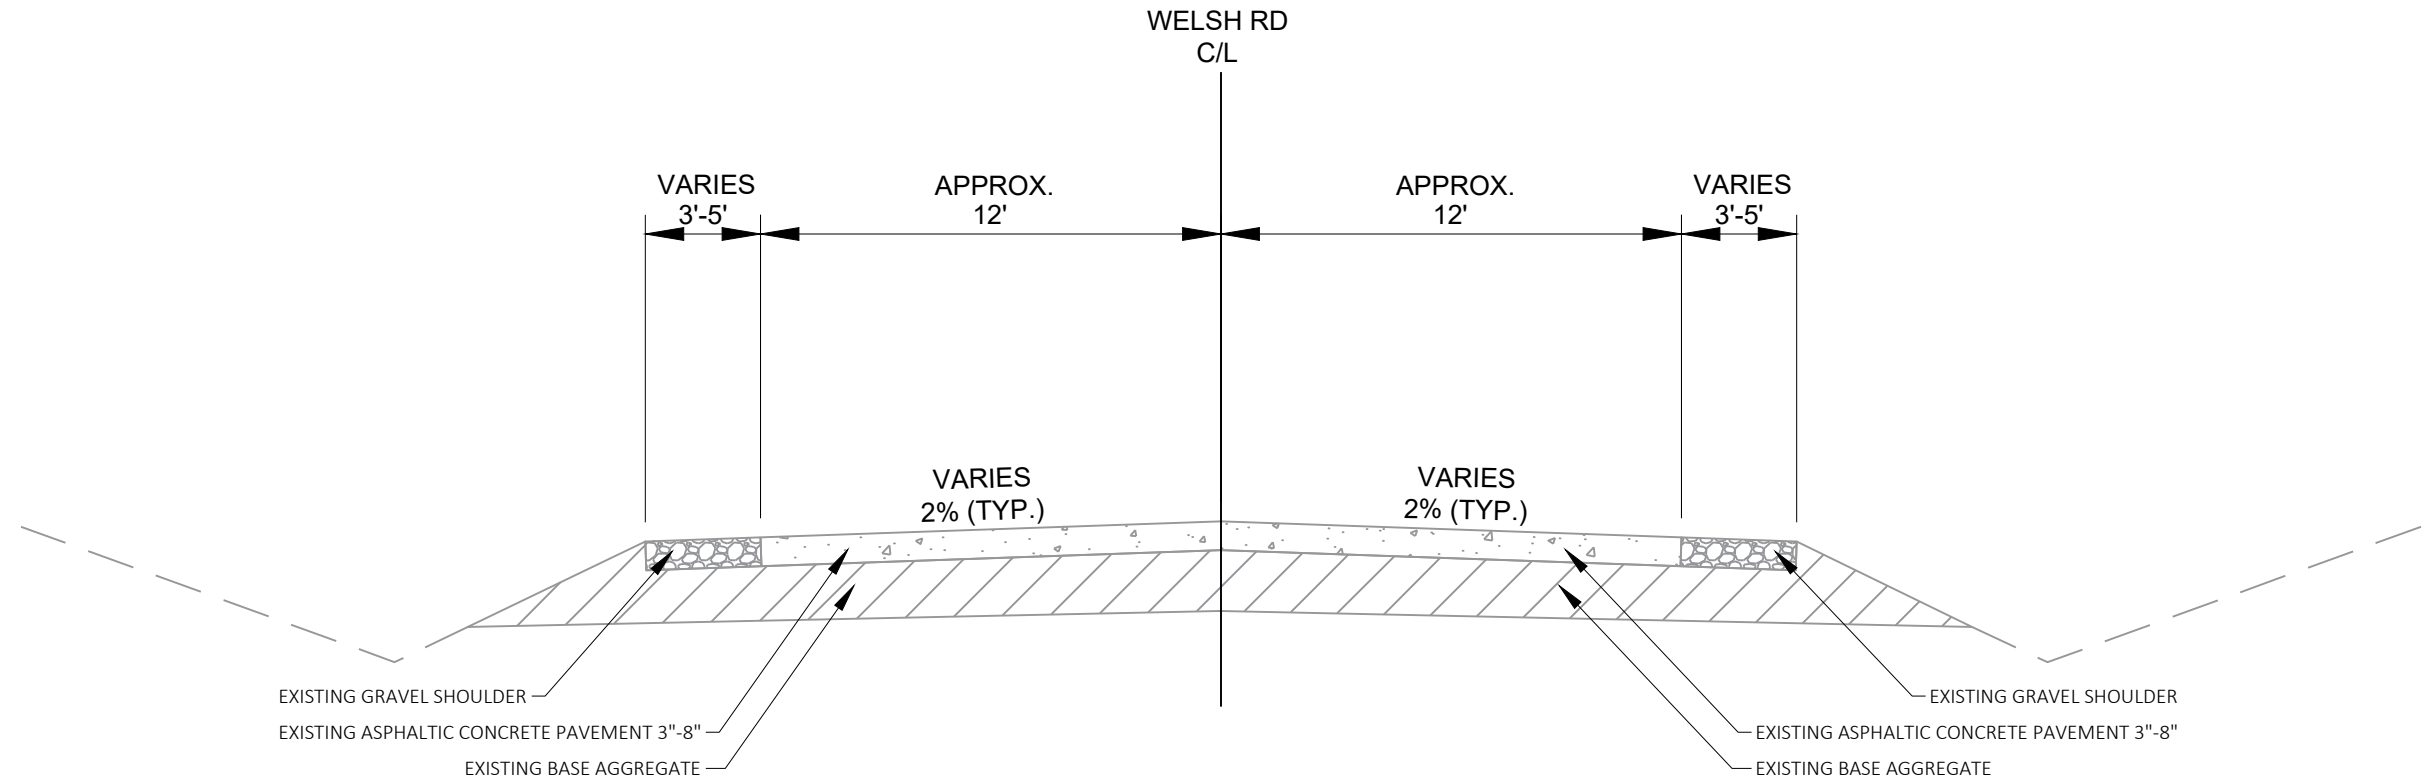 WELSH RD
C/L
VARIES
3'-5'
APPROX.
12'
APPROX.
12'
VARIES
3'-5'
VARIES
2% (TYP.)
VARIES
2% (TYP.)
EXISTING GRAVEL SHOULDER
EXISTING ASPHALTIC CONCRETE PAVEMENT 3"-8"
EXISTING BASE AGGREGATE
EXISTING GRAVEL SHOULDER
EXISTING ASPHALTIC CONCRETE PAVEMENT 3"-8"
EXISTING BASE AGGREGATE